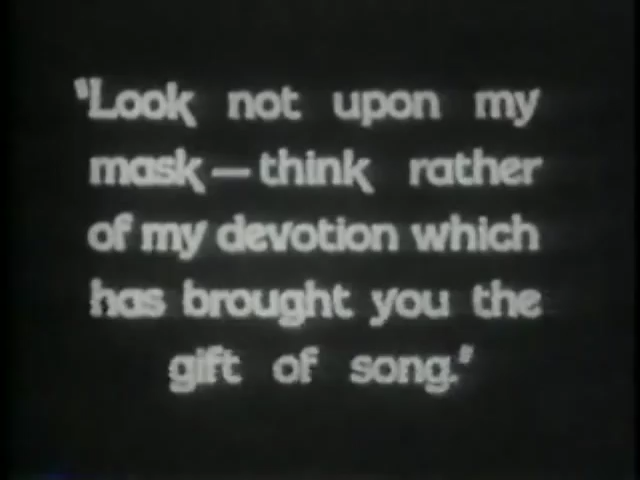 "Look not upon my
mask—think rather
of my devotion which
has brought you the
gift of song."